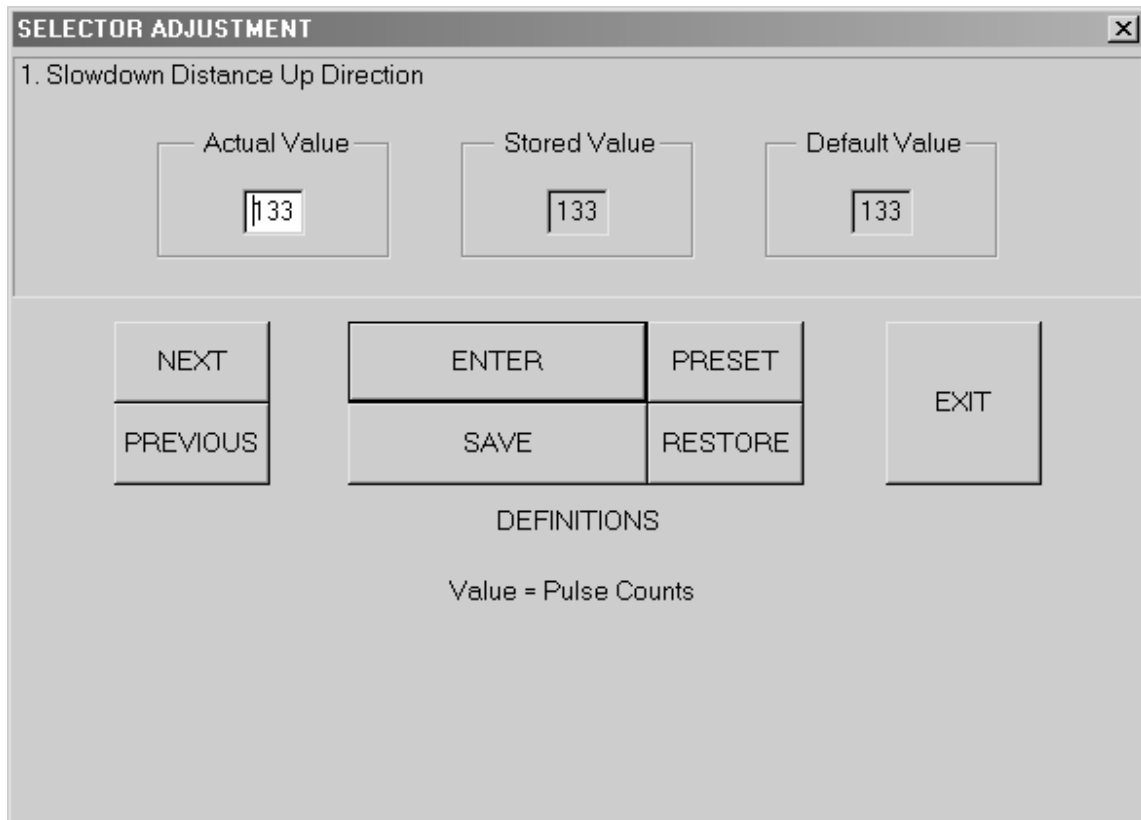 SELECTOR ADJUSTMENT
1. Slowdown Distance Up Direction
Actual Value Stored Value Default Value
133 133 133
NEXT ENTER PRESET EXIT
PREVIOUS SAVE RESTORE
DEFINITIONS
Value = Pulse Counts